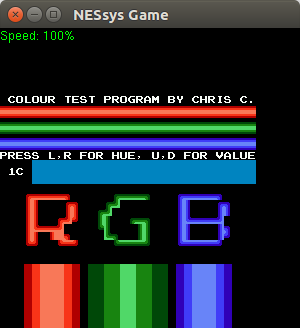 NESsys Game
Speed: 100%
COLOUR TEST PROGRAM BY CHRIS C.
PRESS L,R FOR HUE, U,D FOR VALUE
1C
RGB